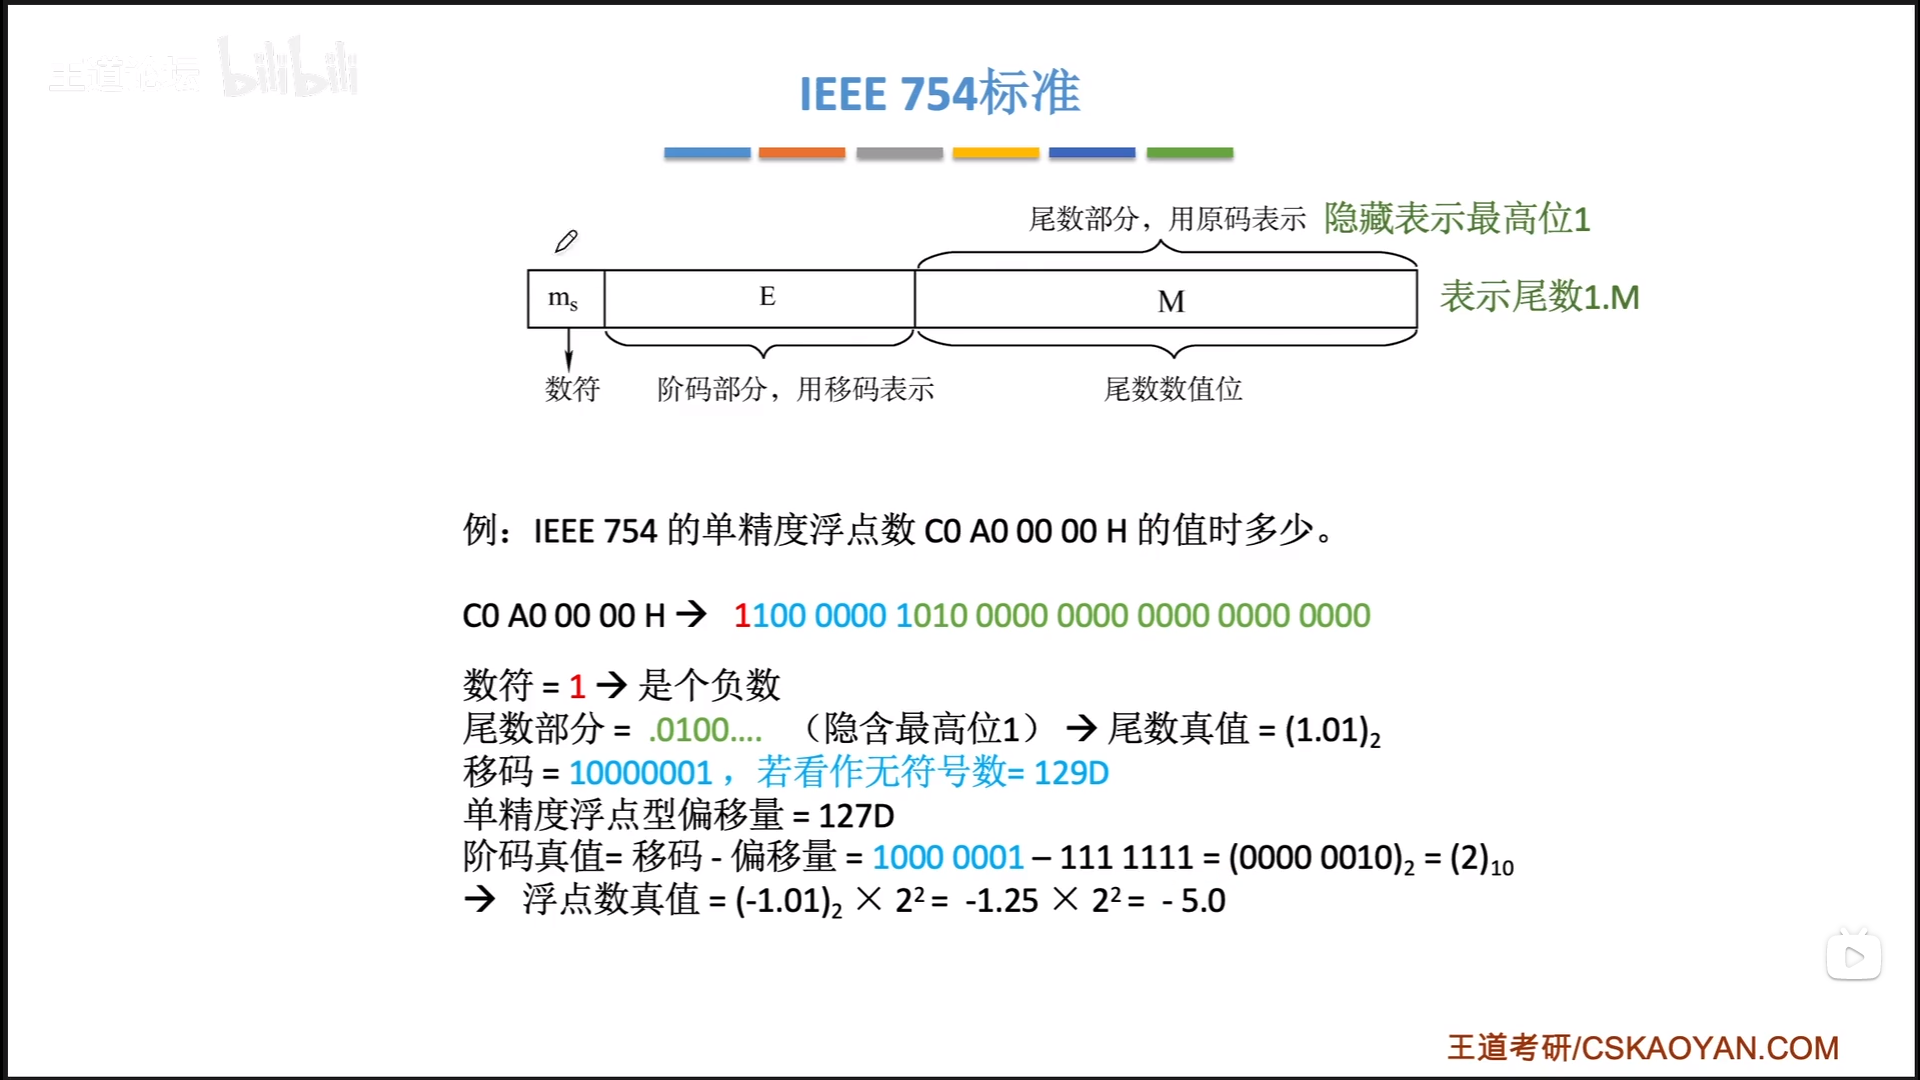 王道论坛 bilibili
IEEE 754标准
尾数部分，用原码表示 隐藏表示最高位1
mₛ E M 表示尾数1.M
数符 阶码部分，用移码表示 尾数数值位
例：IEEE 754 的单精度浮点数 C0 A0 00 00 H 的值时多少。
C0 A0 00 00 H → 1100 0000 1010 0000 0000 0000 0000 0000
数符 = 1 → 是个负数
尾数部分 = .0100.... （隐含最高位1） → 尾数真值 = (1.01)₂
移码 = 10000001 ，若看作无符号数= 129D
单精度浮点型偏移量 = 127D
阶码真值= 移码 - 偏移量 = 1000 0001 – 111 1111 = (0000 0010)₂ = (2)₁₀
→ 浮点数真值 = (-1.01)₂ × 2² = -1.25 × 2² = - 5.0
王道考研/CSKAOYAN.COM